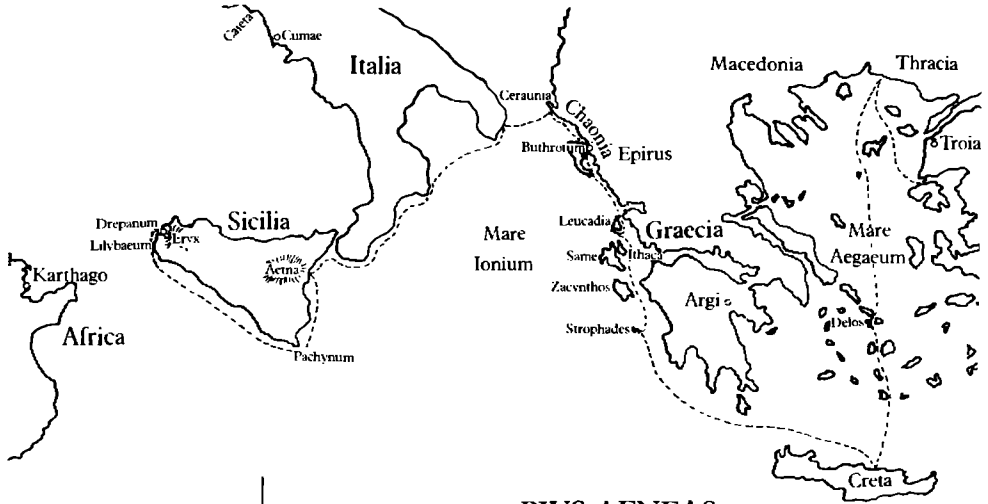 Caieta
Cumae
Italia
Macedonia
Thracia
Ceraunia
Chaonia
Buthrotum
Epirus
Troia
Drepanum
Sicilia
Eryx
Lilybaeum
Leucadia
Graecia
Mare
Ionium
Mare
Aegaeum
Same
Ithaca
Karthago
Aetna
Zacynthos
Argi
Africa
Strophades
Delos
Pachynum
Creta